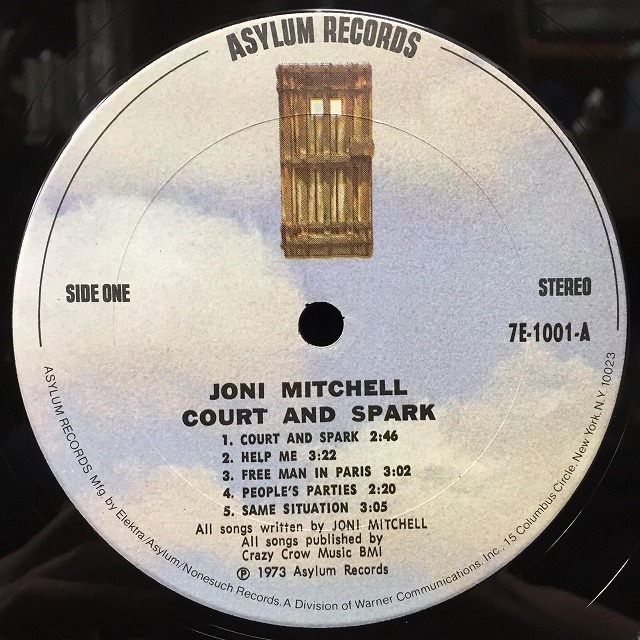 ASYLUM RECORDS
SIDE ONE
STEREO
7E-1001-A
JONI MITCHELL
COURT AND SPARK
1. COURT AND SPARK 2:46
2. HELP ME 3:22
3. FREE MAN IN PARIS 3:02
4. PEOPLE'S PARTIES 2:20
5. SAME SITUATION 3:05
All songs written by JONI MITCHELL
All songs published by
Crazy Crow Music BMI
℗ 1973 Asylum Records
ASYLUM RECORDS. Mfg. by Elektra/Asylum/Nonesuch Records. A Division of Warner Communications, Inc., 15 Columbus Circle, New York, N.Y. 10023